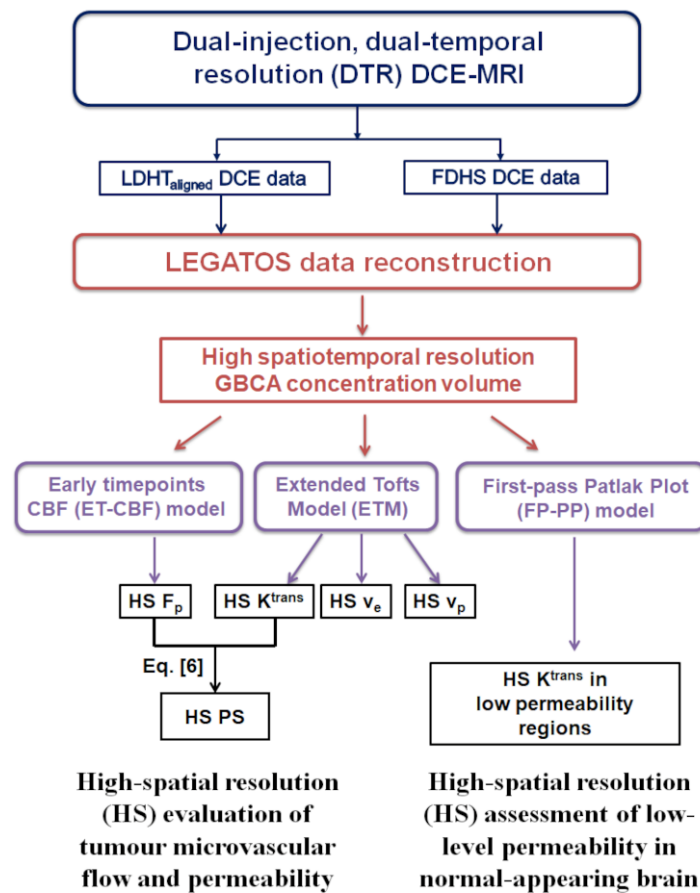 Dual-injection, dual-temporal
resolution (DTR) DCE-MRI
LDHTaligned DCE data
FDHS DCE data
LEGATOS data reconstruction
High spatiotemporal resolution
GBCA concentration volume
Early timepoints
CBF (ET-CBF) model
Extended Tofts
Model (ETM)
First-pass Patlak Plot
(FP-PP) model
HS Fp
HS Ktrans
HS ve
HS vp
Eq. [6]
HS PS
HS Ktrans in
low permeability
regions
High-spatial resolution
(HS) evaluation of
tumour microvascular
flow and permeability
High-spatial resolution
(HS) assessment of low-
level permeability in
normal-appearing brain